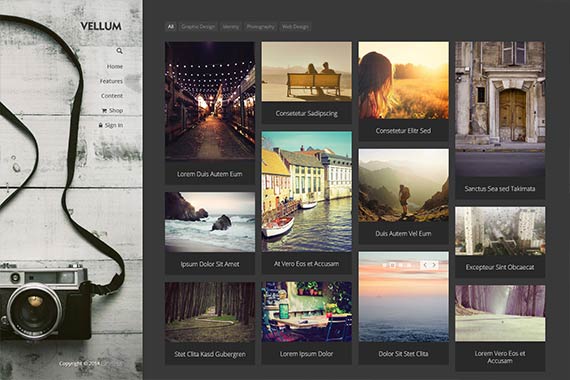 VELLUM
Home
Features
Content
Shop
Sign In
Copyright © 2014
All
Graphic Design
Identity
Photography
Web Design
Lorem Duis Autem Eum
Consetetur Sadipscing
Consetetur Elitr Sed
Sanctus Sea sed Takimata
Ipsum Dolor Sit Amet
At Vero Eos et Accusam
Duis Autem Vel Eum
Excepteur Sint Obcaecat
Stet Clita Kasd Gubergren
Lorem Ipsum Dolor
Dolor Sit Stet Clita
Lorem Vero Eos et
Accusam